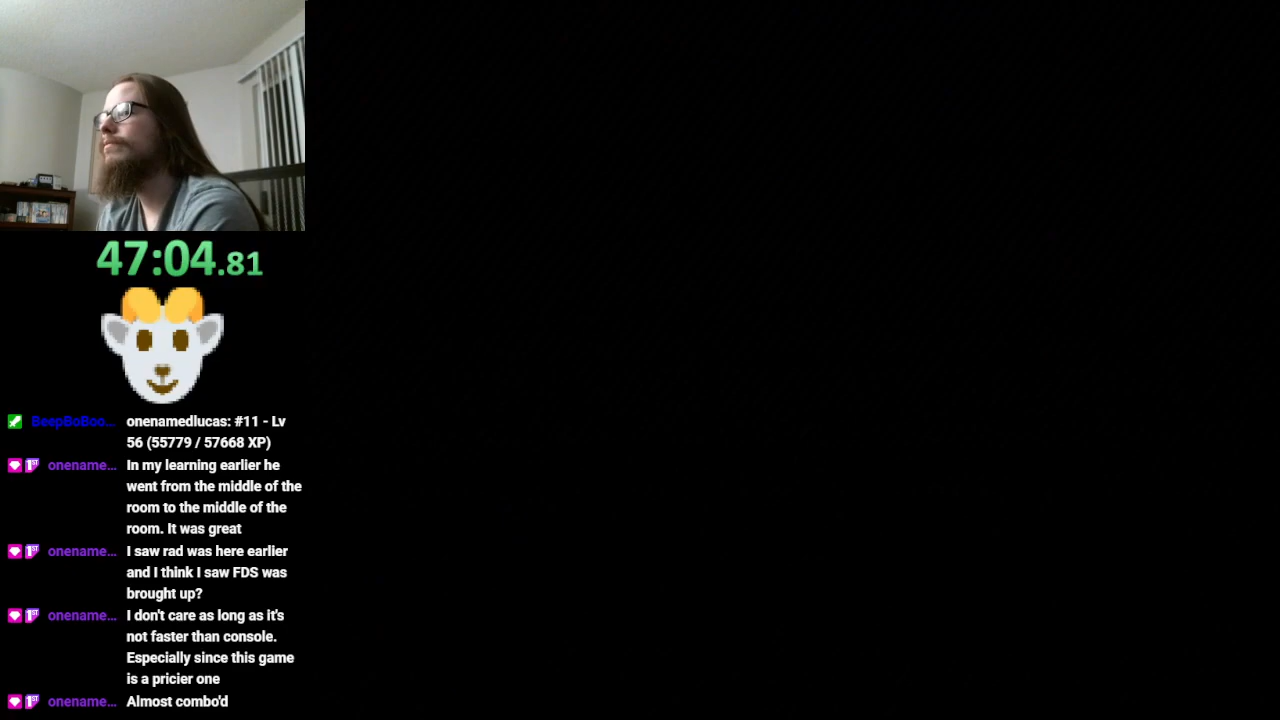 47:04.81
BeepBoBoo... onenamedlucas: #11 - Lv
56 (55779 / 57668 XP)
onename... In my learning earlier he
went from the middle of the
room to the middle of the
room. It was great
onename... I saw rad was here earlier
and I think I saw FDS was
brought up?
onename... I don't care as long as it's
not faster than console.
Especially since this game
is a pricier one
onename... Almost combo'd